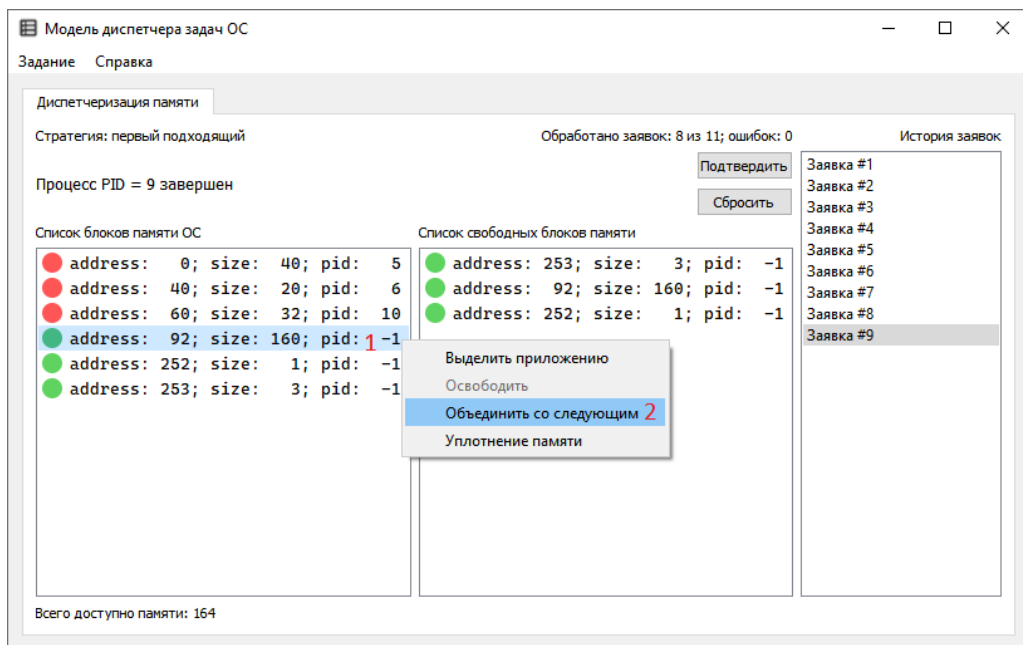 Модель диспетчера задач ОС
Задание Справка
Диспетчеризация памяти
Стратегия: первый подходящий
Обработано заявок: 8 из 11; ошибок: 0
История заявок
Процесс PID = 9 завершен
Подтвердить
Сбросить
Список блоков памяти ОС
address: 0; size: 40; pid: 5
address: 40; size: 20; pid: 6
address: 60; size: 32; pid: 10
address: 92; size: 160; pid: -1
address: 252; size: 1; pid: -1
address: 253; size: 3; pid: -1
Список свободных блоков памяти
address: 253; size: 3; pid: -1
address: 92; size: 160; pid: -1
address: 252; size: 1; pid: -1
1
Выделить приложению
Освободить
Объединить со следующим 2
Уплотнение памяти
Заявка #1
Заявка #2
Заявка #3
Заявка #4
Заявка #5
Заявка #6
Заявка #7
Заявка #8
Заявка #9
Всего доступно памяти: 164